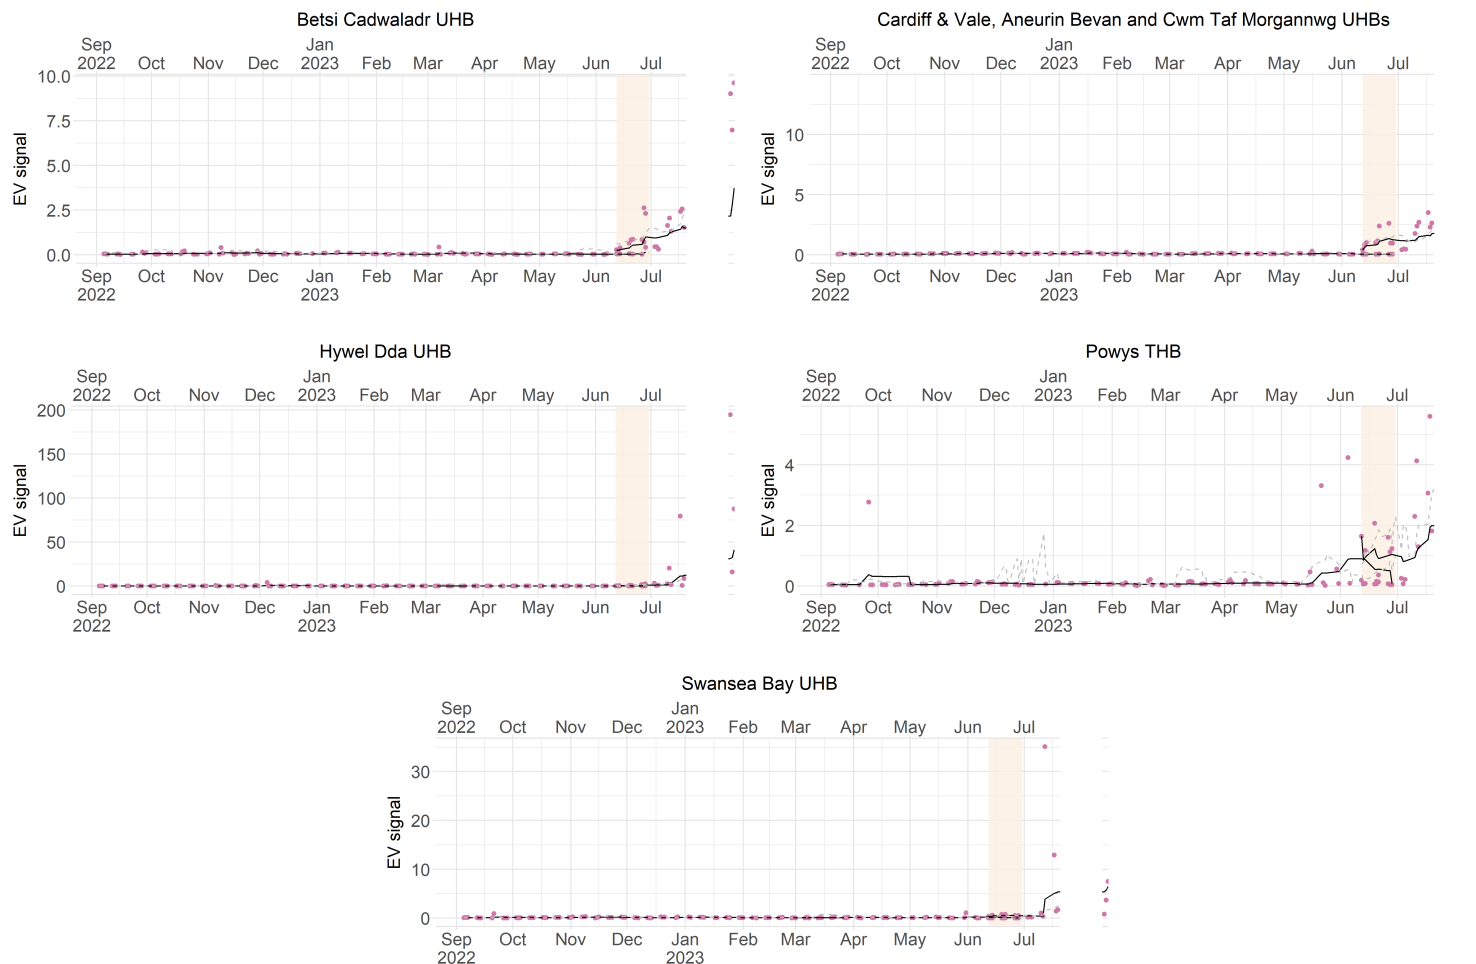 Betsi Cadwaladr UHB
Sep Jan
2022 Oct Nov Dec 2023 Feb Mar Apr May Jun Jul
10.0
7.5
5.0
2.5
0.0
EV signal
Sep Oct Nov Dec Jan Feb Mar Apr May Jun Jul
2022 2023
Cardiff & Vale, Aneurin Bevan and Cwm Taf Morgannwg UHBs
Sep Jan
2022 Oct Nov Dec 2023 Feb Mar Apr May Jun Jul
10
5
0
EV signal
Sep Oct Nov Dec Jan Feb Mar Apr May Jun Jul
2022 2023
Hywel Dda UHB
Sep Jan
2022 Oct Nov Dec 2023 Feb Mar Apr May Jun Jul
200
150
100
50
0
EV signal
Sep Oct Nov Dec Jan Feb Mar Apr May Jun Jul
2022 2023
Powys THB
Sep Jan
2022 Oct Nov Dec 2023 Feb Mar Apr May Jun Jul
4
2
0
EV signal
Sep Oct Nov Dec Jan Feb Mar Apr May Jun Jul
2022 2023
Swansea Bay UHB
Sep Jan
2022 Oct Nov Dec 2023 Feb Mar Apr May Jun Jul
30
20
10
0
EV signal
Sep Oct Nov Dec Jan Feb Mar Apr May Jun Jul
2022 2023